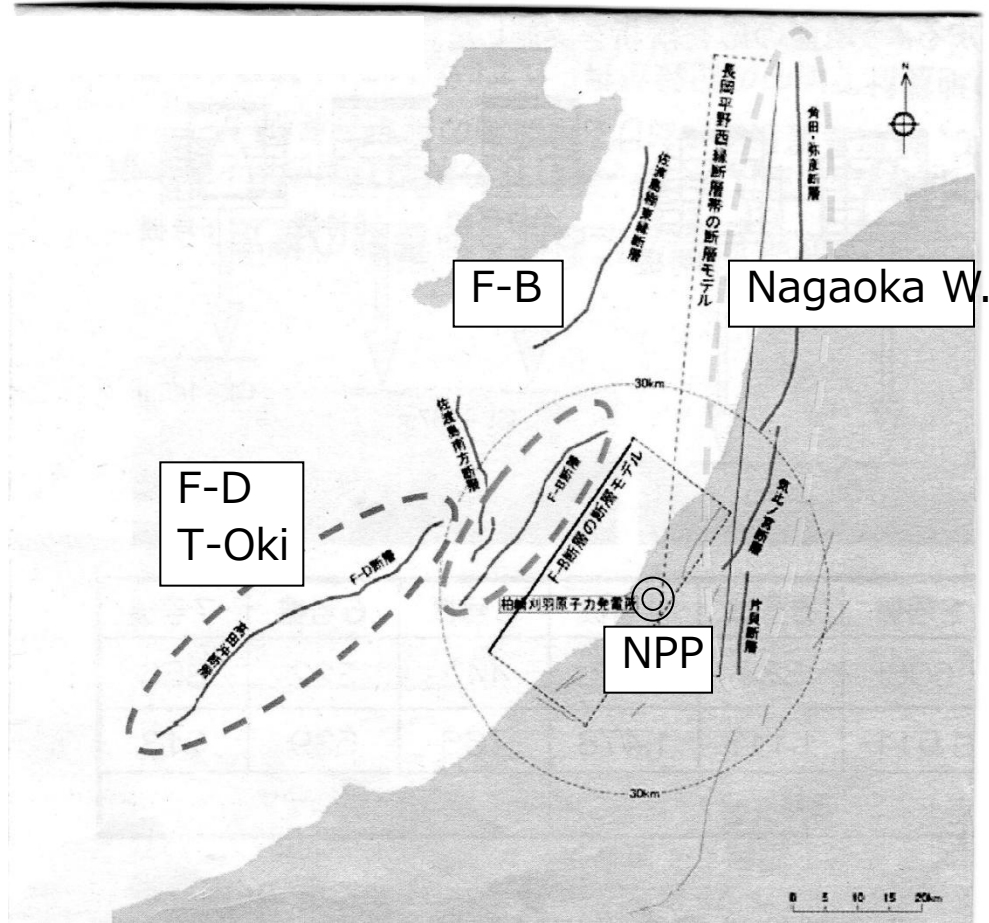 N
長岡平野西縁断層帯の断層モデル
角田・弥彦断層
佐渡島棚東縁断層
F-B
Nagaoka W.
30km
佐渡島南方断層
F-B断層
F-B断層の断層モデル
F-D
T-Oki
F-D断層
高田沖断層
気比ノ宮断層
柏崎刈羽原子力発電所
片貝断層
NPP
30km
0 5 10 15 20km